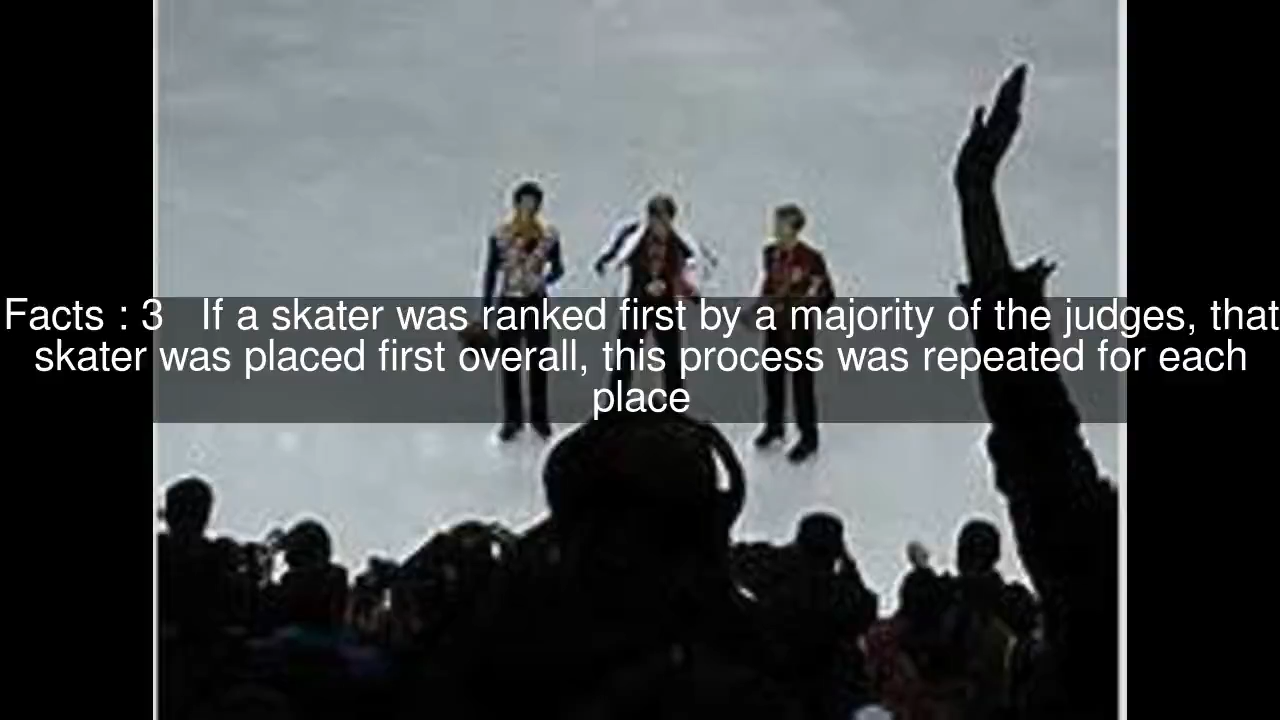 Facts : 3   If a skater was ranked first by a majority of the judges, that
skater was placed first overall, this process was repeated for each
place